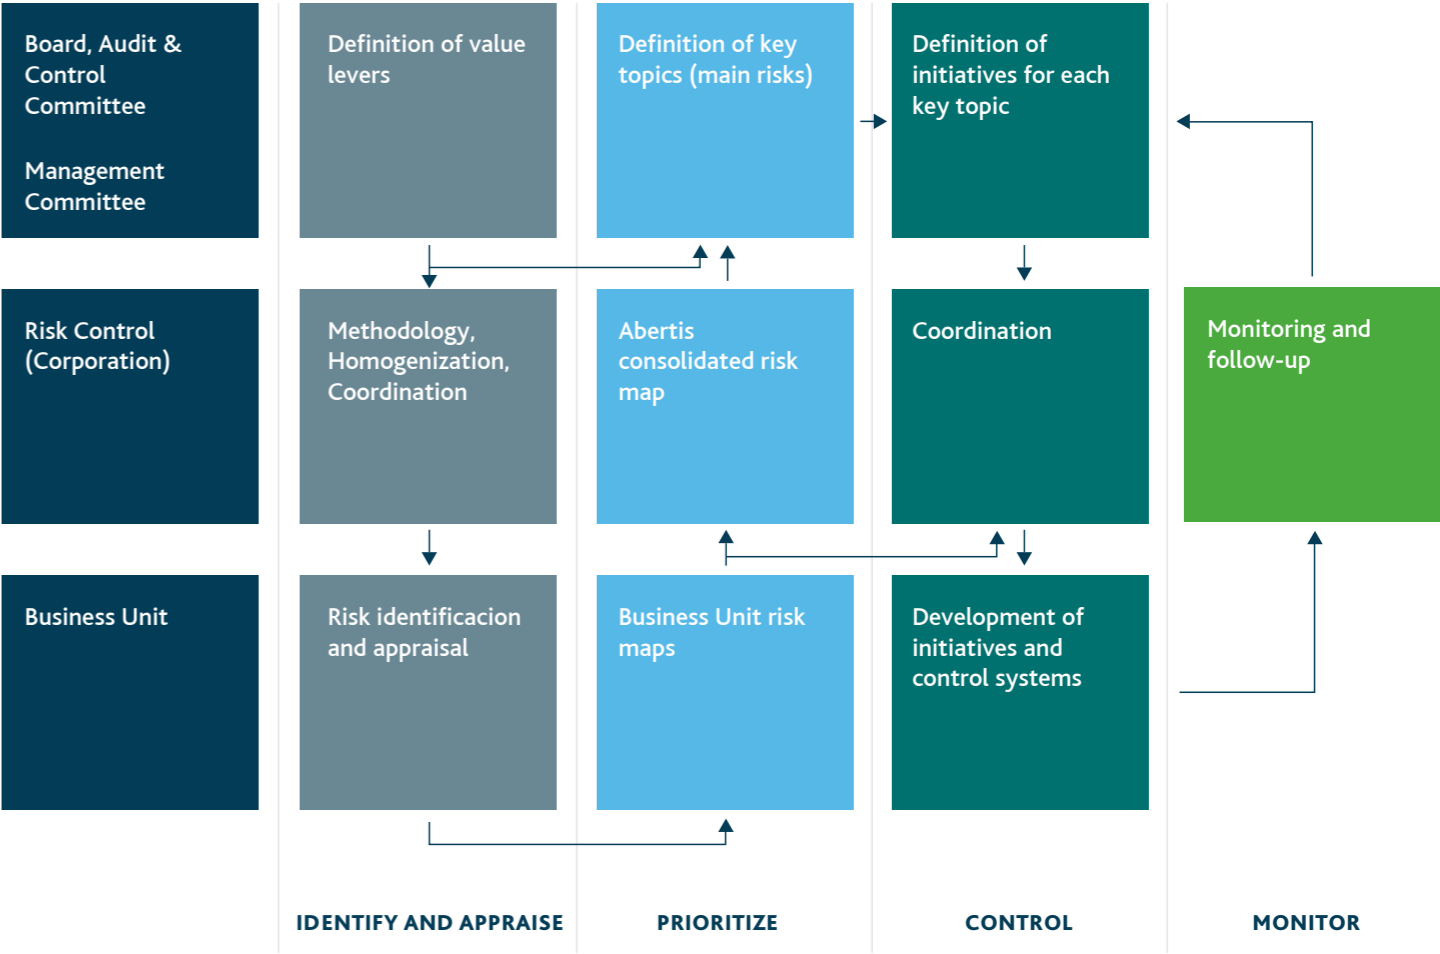 Board, Audit &
Control
Committee
Management
Committee
Definition of value
levers
Definition of key
topics (main risks)
Definition of
initiatives for each
key topic
Risk Control
(Corporation)
Methodology,
Homogenization,
Coordination
Abertis
consolidated risk
map
Coordination
Monitoring and
follow-up
Business Unit
Risk identificacion
and appraisal
Business Unit risk
maps
Development of
initiatives and
control systems
IDENTIFY AND APPRAISE
PRIORITIZE
CONTROL
MONITOR